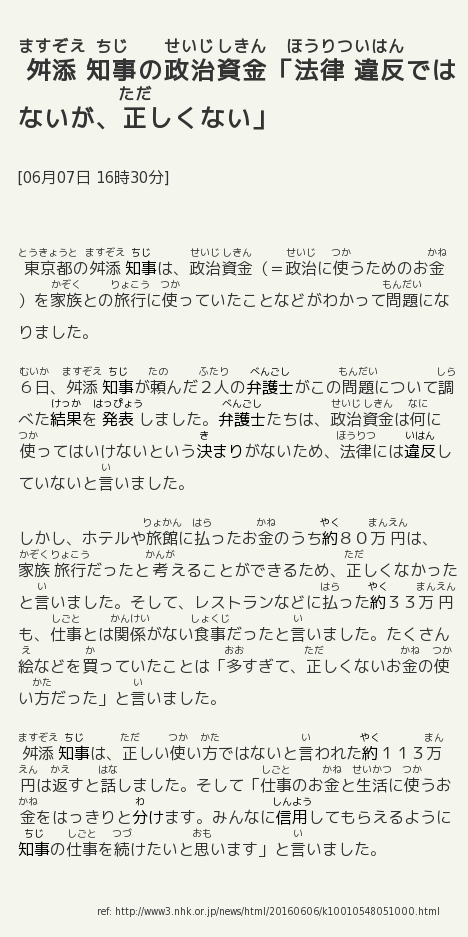 ますぞえ ちじ せいじしきん ほうりついはん
舛添 知事の政治資金「法律 違反では
ただ
ないが、正しくない」
[06月07日 16時30分]
とうきょうと ますぞえ ちじ せいじしきん せいじ つか かね
東京都の舛添 知事は、政治資金（＝政治に使うためのお金
かぞく りょこう つか もんだい
）を家族との旅行に使っていたことなどがわかって問題にな
りました。
むいか ますぞえ ちじ たの ふたり べんごし もんだい しら
６日、舛添 知事が頼んだ２人の弁護士がこの問題について調
けっか はっぴょう べんごし せいじしきん なに
べた結果を 発表 しました。弁護士たちは、政治資金は何に
つか き ほうりつ いはん
使ってはいけないという決まりがないため、法律には違反し
い
ていないと言いました。
りょかん はら かね やく まんえん
しかし、ホテルや旅館に払ったお金のうち約８０万 円は、
かぞくりょこう かんが ただ
家族 旅行だったと 考えることができるため、正しくなかった
い はら やく まんえん
と言いました。そして、レストランなどに払った約３３万 円
しごと かんけい しょくじ い
も、仕事とは関係がない食事だったと言いました。たくさん
え か おお ただ かね つか
絵などを買っていたことは「多すぎて、正しくないお金の使
かた い
い方だった」と言いました。
ますぞえ ちじ ただ つか かた い やく まん
舛添 知事は、正しい使い方ではないと言われた約１１３万
えん かえ はな しごと かね せいかつ つか
円は返すと話しました。そして「仕事のお金と生活に使うお
かね わ しんよう
金をはっきりと分けます。みんなに信用してもらえるように
ちじ しごと つづ おも い
知事の仕事を続けたいと思います」と言いました。
ref: http://www3.nhk.or.jp/news/html/20160606/k10010548051000.html